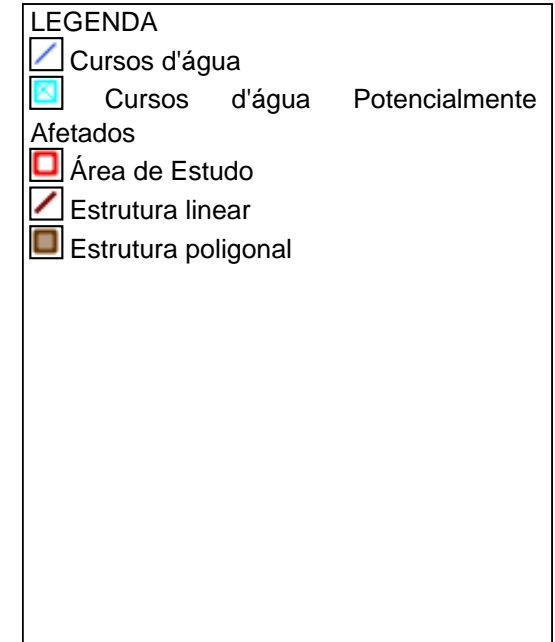 LEGENDA
Cursos d'água
Cursos d'água Potencialmente
Afetados
Área de Estudo
Estrutura linear
Estrutura poligonal